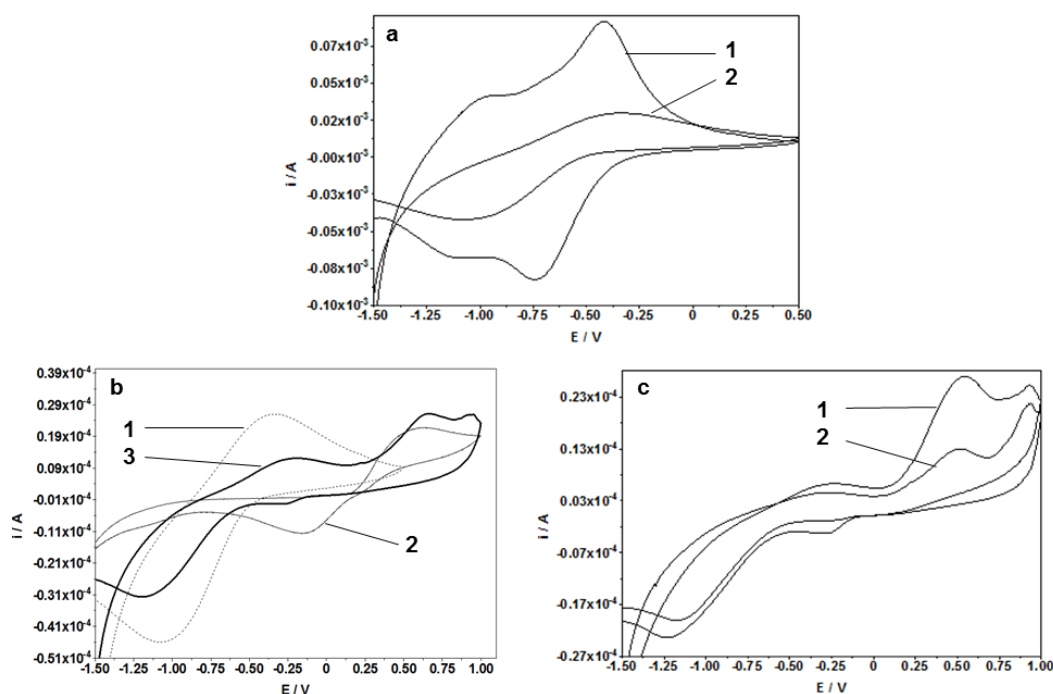 a
1
2
0.07x10⁻³
0.05x10⁻³
0.02x10⁻³
-0.00x10⁻³
-0.03x10⁻³
-0.05x10⁻³
-0.08x10⁻³
-0.10x10⁻³
i / A
-1.50 -1.25 -1.00 -0.75 -0.50 -0.25 0 0.25 0.50
E / V
b
1
3
2
0.39x10⁻⁴
0.29x10⁻⁴
0.19x10⁻⁴
0.09x10⁻⁴
-0.01x10⁻⁴
-0.11x10⁻⁴
-0.21x10⁻⁴
-0.31x10⁻⁴
-0.41x10⁻⁴
-0.51x10⁻⁴
i / A
-1.50 -1.25 -1.00 -0.75 -0.50 -0.25 0 0.25 0.50 0.75 1.00
E / V
c
1
2
0.23x10⁻⁴
0.13x10⁻⁴
0.03x10⁻⁴
-0.07x10⁻⁴
-0.17x10⁻⁴
-0.27x10⁻⁴
i / A
-1.50 -1.25 -1.00 -0.75 -0.50 -0.25 0 0.25 0.50 0.75 1.00
E / V